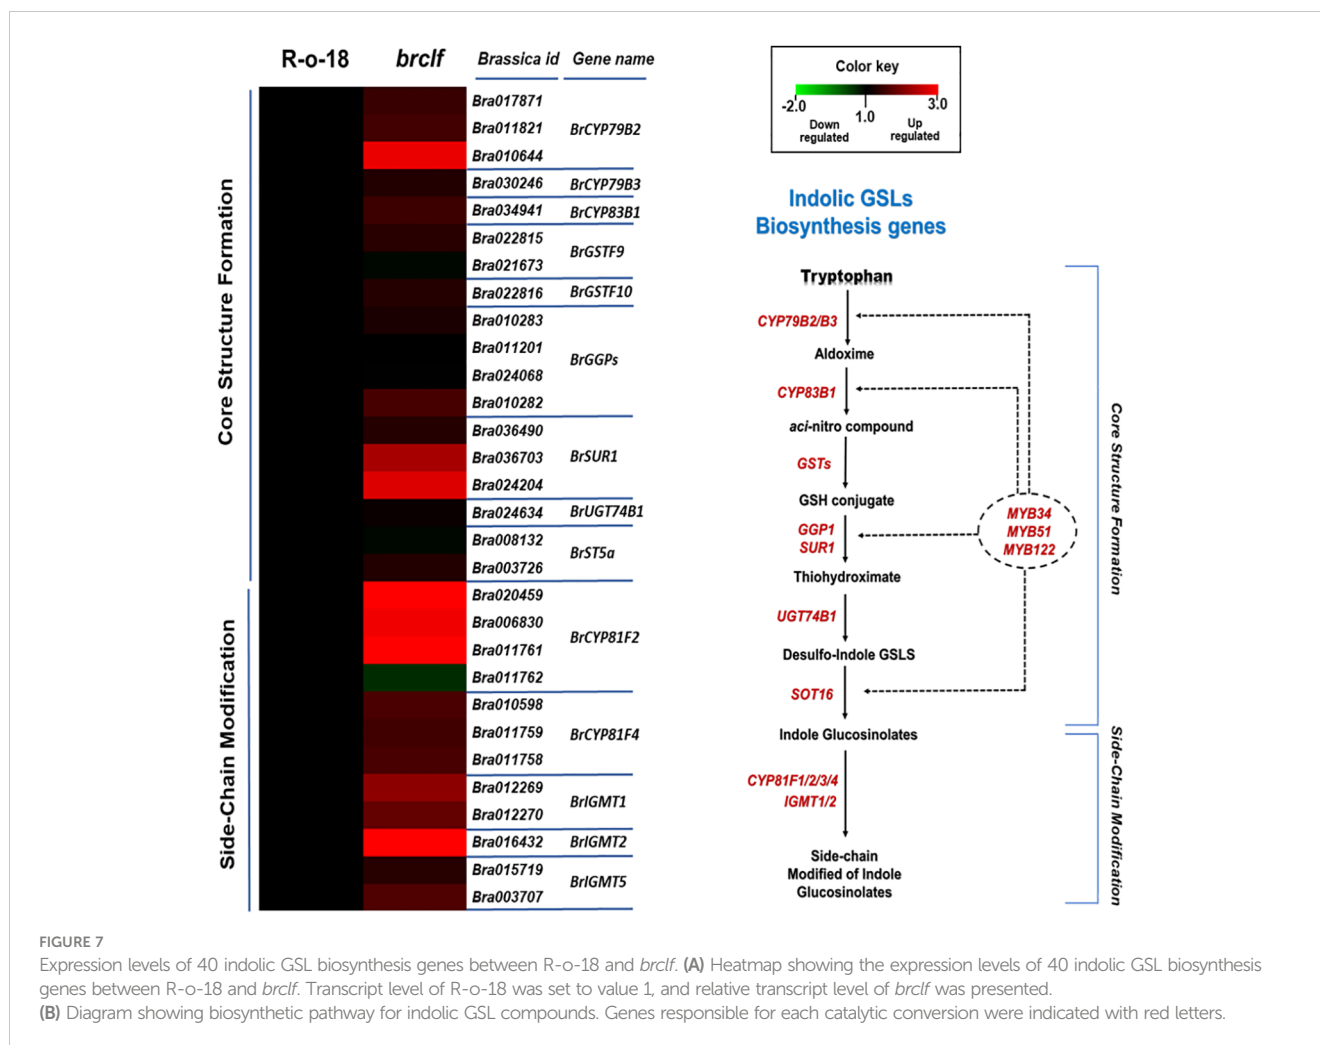 R-o-18 brclf Brassica id Gene name
Core Structure Formation
Side-Chain Modification
Bra017871
Bra011821
Bra010644
BrCYP79B2
Bra030246 BrCYP79B3
Bra034941 BrCYP83B1
Bra022815
Bra021673
BrGSTF9
Bra022816 BrGSTF10
Bra010283
Bra011201
Bra024068
Bra010282
BrGGPs
Bra036490
Bra036703
Bra024204
BrSUR1
Bra024634 BrUGT74B1
Bra008132
Bra003726
BrST5a
Bra020459
Bra006830
Bra011761
Bra011762
BrCYP81F2
Bra010598
Bra011759
Bra011758
BrCYP81F4
Bra012269
Bra012270
BrIGMT1
Bra016432 BrIGMT2
Bra015719
Bra003707
BrIGMT5
Color key
-2.0 1.0 3.0
Down regulated
Up regulated
Indolic GSLs
Biosynthesis genes
Tryptophan
CYP79B2/B3
Aldoxime
CYP83B1
aci-nitro compound
GSTs
GSH conjugate
GGP1
SUR1
Thiohydroximate
UGT74B1
Desulfo-Indole GSLS
SOT16
Indole Glucosinolates
CYP81F1/2/3/4
IGMT1/2
Side-chain
Modified of Indole
Glucosinolates
MYB34
MYB51
MYB122
Core Structure Formation
Side-Chain Modification
FIGURE 7
Expression levels of 40 indolic GSL biosynthesis genes between R-o-18 and brclf. (A) Heatmap showing the expression levels of 40 indolic GSL biosynthesis
genes between R-o-18 and brclf. Transcript level of R-o-18 was set to value 1, and relative transcript level of brclf was presented.
(B) Diagram showing biosynthetic pathway for indolic GSL compounds. Genes responsible for each catalytic conversion were indicated with red letters.